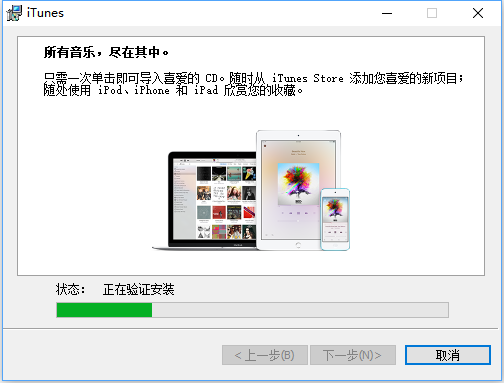 iTunes
所有音乐，尽在其中。
只需一次单击即可导入喜爱的 CD。随时从 iTunes Store 添加您喜爱的新项目；
随处使用 iPod、iPhone 和 iPad 欣赏您的收藏。
状态： 正在验证安装
< 上一步(B) 下一步(N)> 取消